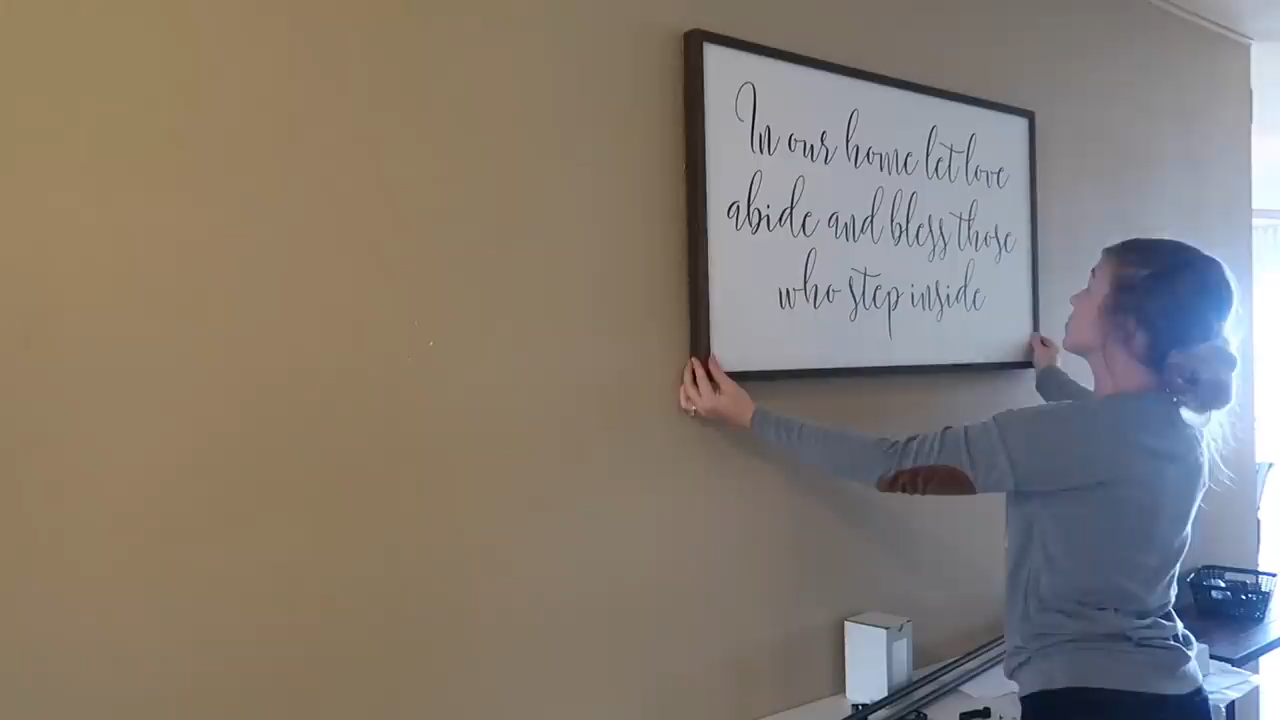 In our home let love
abide and bless those
who step inside